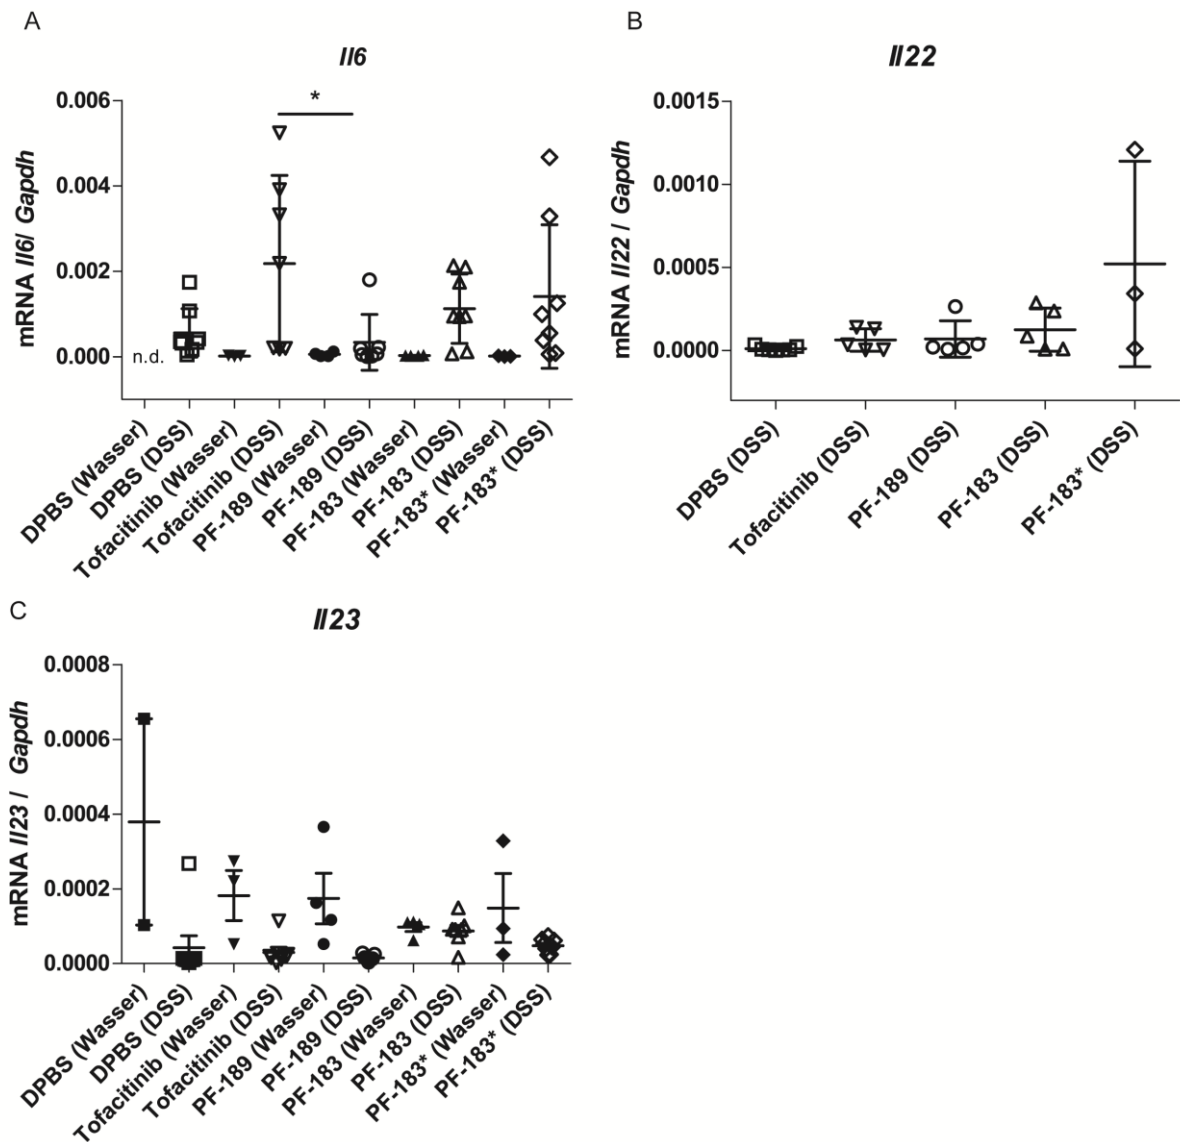 A
Il6
mRNA Il6/ Gapdh
0.006
0.004
0.002
0.000
*
n.d.
DPBS (Wasser)
DPBS (DSS)
Tofacitinib (Wasser)
Tofacitinib (DSS)
PF-189 (Wasser)
PF-189 (DSS)
PF-183 (Wasser)
PF-183 (DSS)
PF-183* (Wasser)
PF-183* (DSS)
B
Il22
mRNA Il22 / Gapdh
0.0015
0.0010
0.0005
0.0000
DPBS (DSS)
Tofacitinib (DSS)
PF-189 (DSS)
PF-183 (DSS)
PF-183* (DSS)
C
Il23
mRNA Il23 / Gapdh
0.0008
0.0006
0.0004
0.0002
0.0000
DPBS (Wasser)
DPBS (DSS)
Tofacitinib (Wasser)
Tofacitinib (DSS)
PF-189 (Wasser)
PF-189 (DSS)
PF-183 (Wasser)
PF-183 (DSS)
PF-183* (Wasser)
PF-183* (DSS)